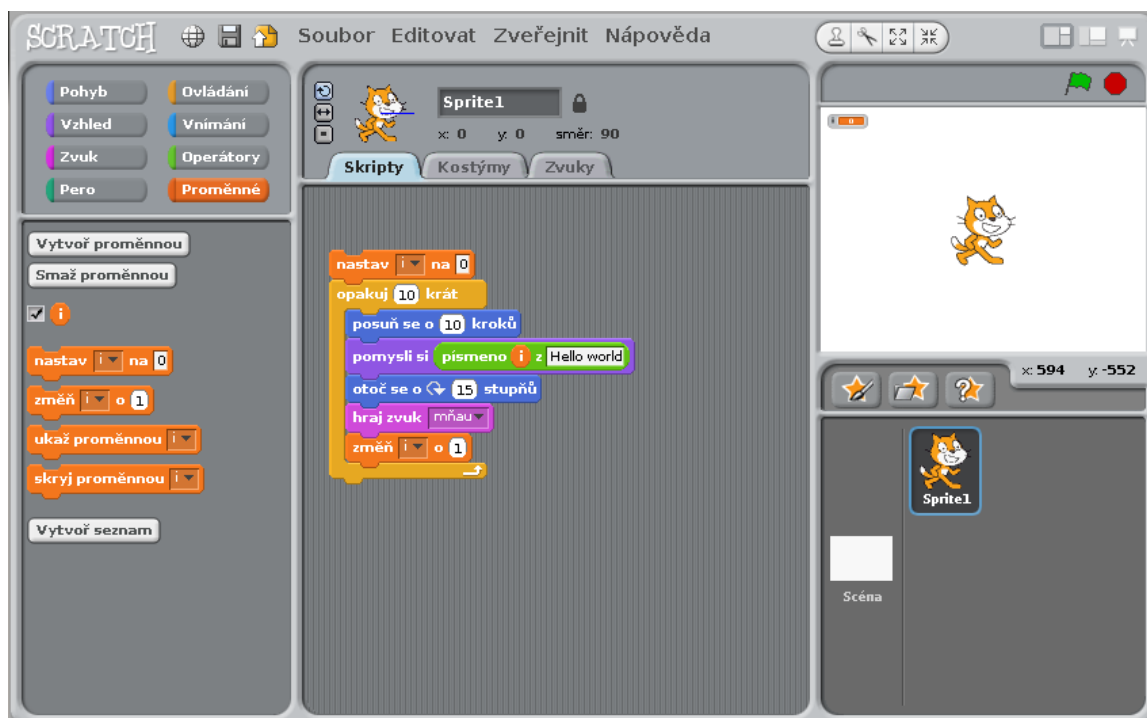 SCRATCH Soubor Editovat Zveřejnit Nápověda
Pohyb Ovládání
Vzhled Vnímání
Zvuk Operátory
Pero Proměnné
Vytvoř proměnnou
Smaž proměnnou
i
nastav i na 0
změň i o 1
ukaž proměnnou i
skryj proměnnou i
Vytvoř seznam
Sprite1
x: 0 y: 0 směr: 90
Skripty Kostýmy Zvuky
nastav i na 0
opakuj 10 krát
posuň se o 10 kroků
pomysli si písmeno i z Hello world
otoč se o 15 stupňů
hraj zvuk mňau
změň i o 1
i 0
x: 594 y: -552
Sprite1
Scéna